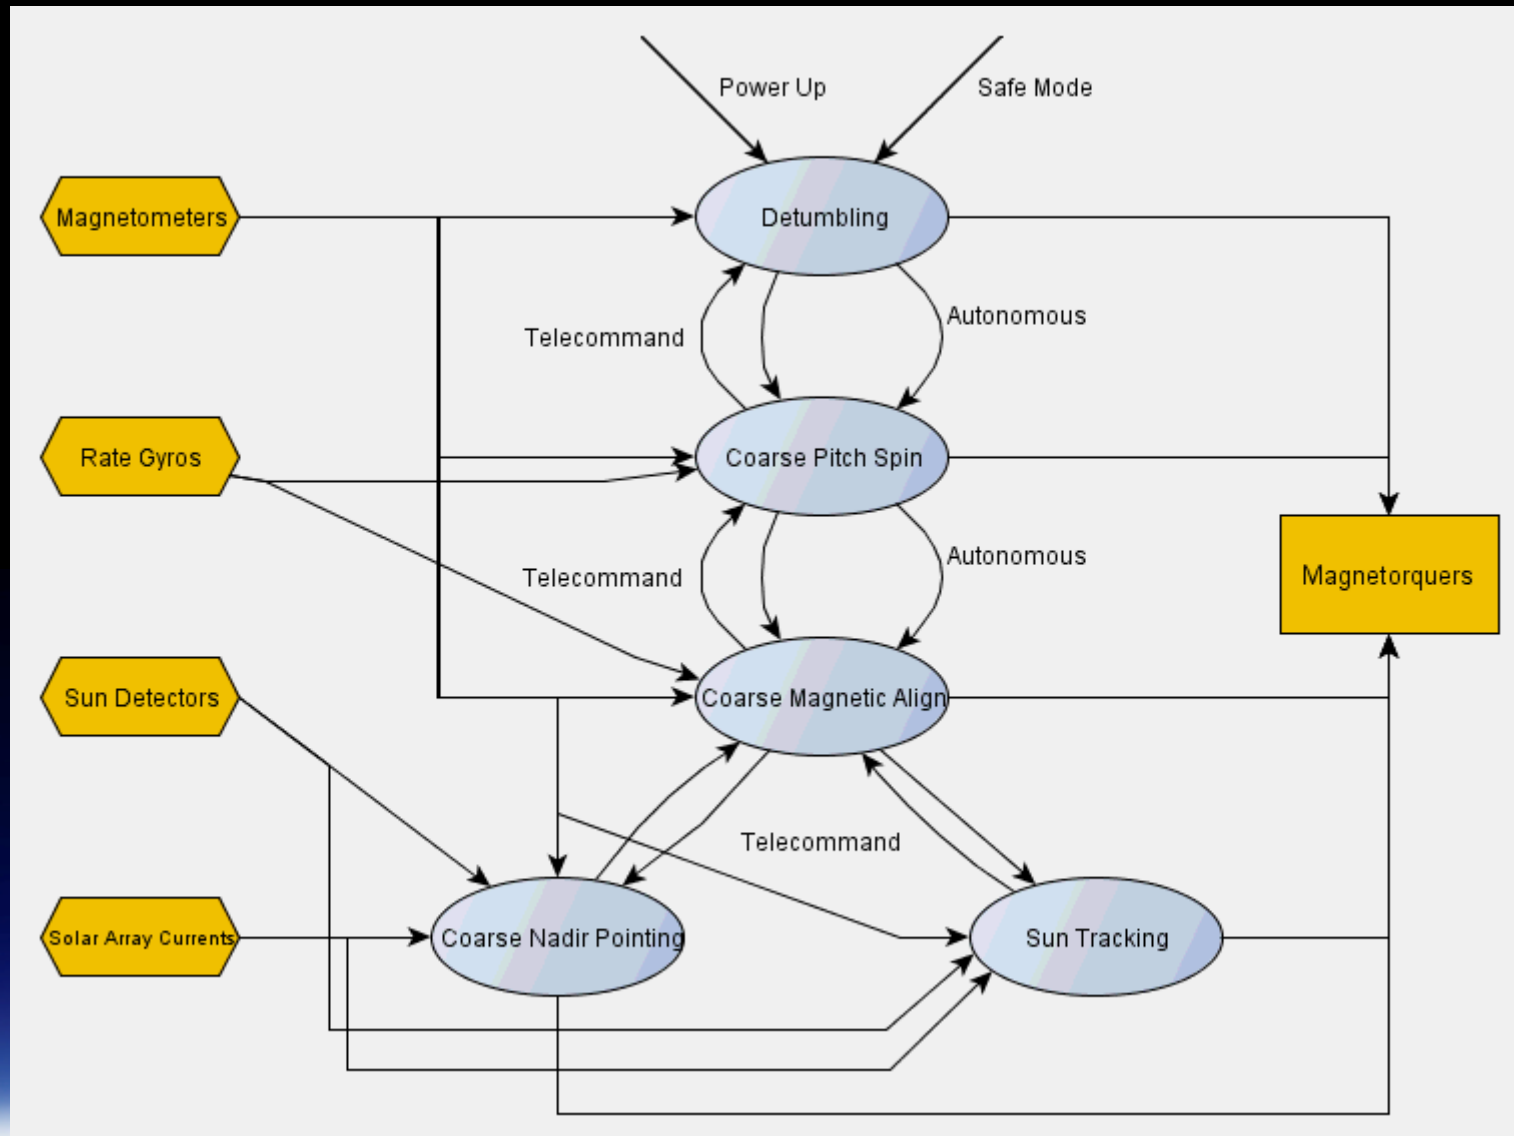 Power Up
Safe Mode
Magnetometers
Detumbling
Autonomous
Telecommand
Rate Gyros
Coarse Pitch Spin
Autonomous
Telecommand
Magnetorquers
Sun Detectors
Coarse Magnetic Align
Telecommand
Solar Array Currents
Coarse Nadir Pointing
Sun Tracking